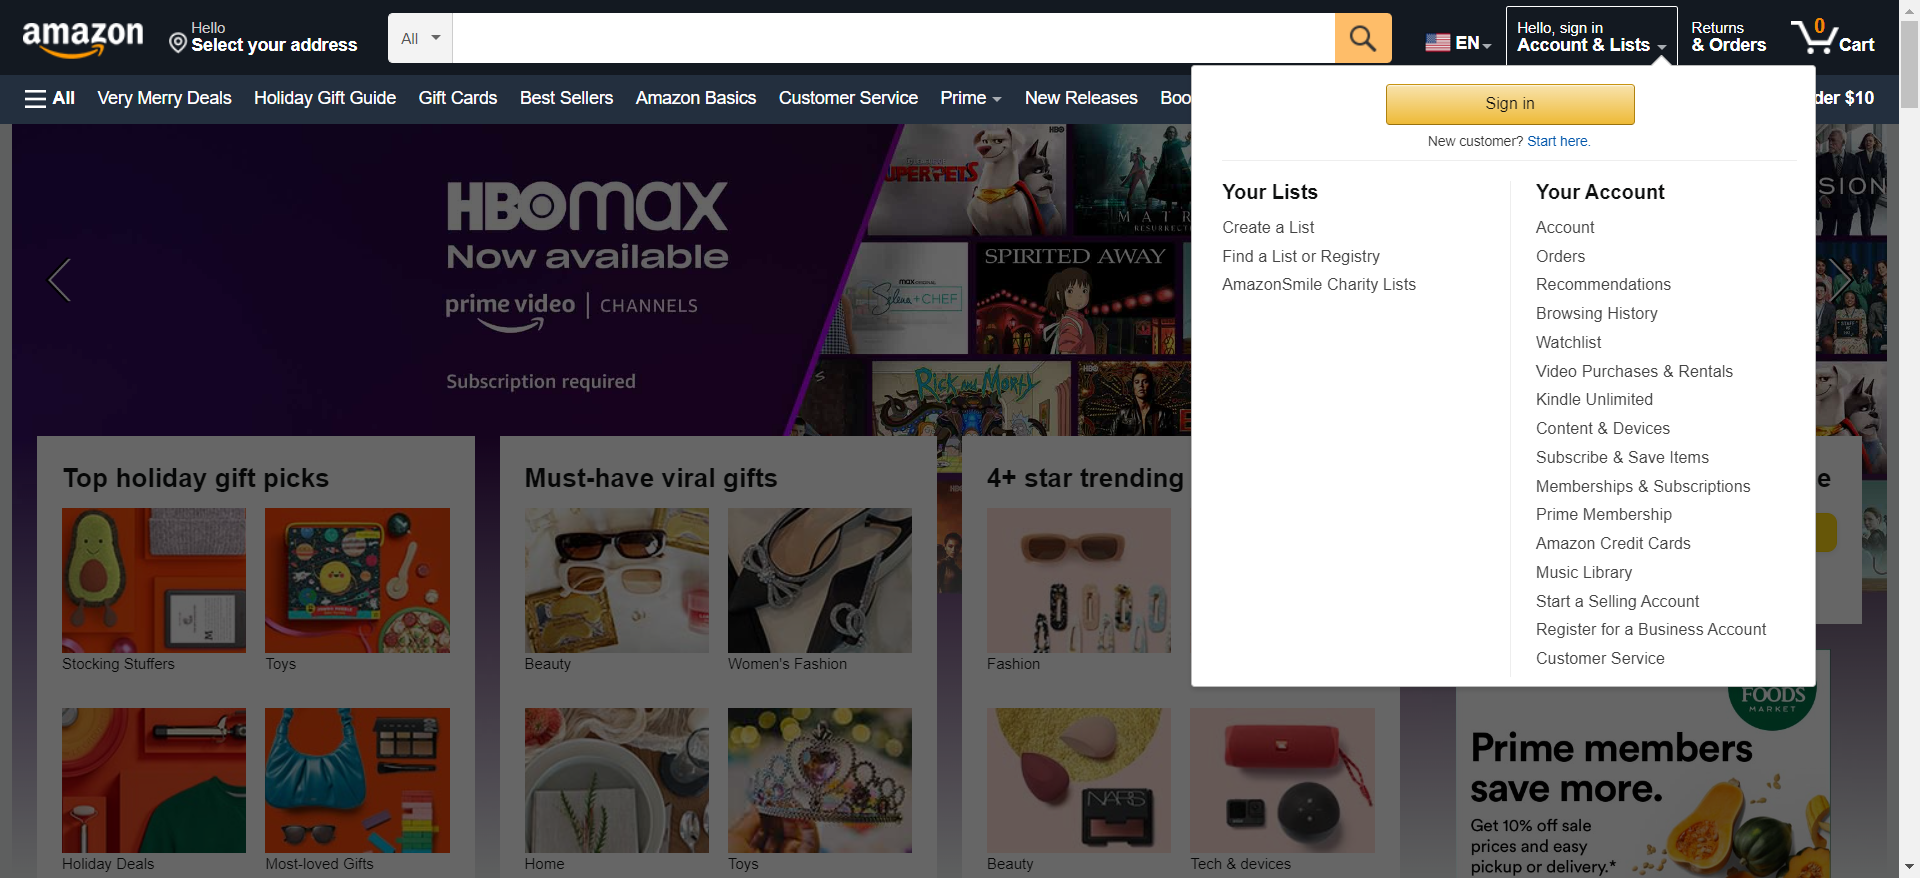 amazon
Hello
Select your address
All
EN
Hello, sign in
Account & Lists
Returns
& Orders
0
Cart
All
Very Merry Deals
Holiday Gift Guide
Gift Cards
Best Sellers
Amazon Basics
Customer Service
Prime
New Releases
Boo
der $10
Sign in
New customer? Start here.
Your Lists
Create a List
Find a List or Registry
AmazonSmile Charity Lists
Your Account
Account
Orders
Recommendations
Browsing History
Watchlist
Video Purchases & Rentals
Kindle Unlimited
Content & Devices
Subscribe & Save Items
Memberships & Subscriptions
Prime Membership
Amazon Credit Cards
Music Library
Start a Selling Account
Register for a Business Account
Customer Service
HBOMAX
Now available
prime video | CHANNELS
Subscription required
HBO
MATR
RESURRECT
SION
max
Selena + CHEF
SPIRITED AWAY
Rick and Morty
HBO
Top holiday gift picks
Stocking Stuffers
Toys
Holiday Deals
Most-loved Gifts
Must-have viral gifts
Beauty
Women's Fashion
Home
Toys
4+ star trending
Fashion
Beauty
Tech & devices
NARS
e
FOODS
MARKET
Prime members
save more.
Get 10% off sale
prices and easy
pickup or delivery.*